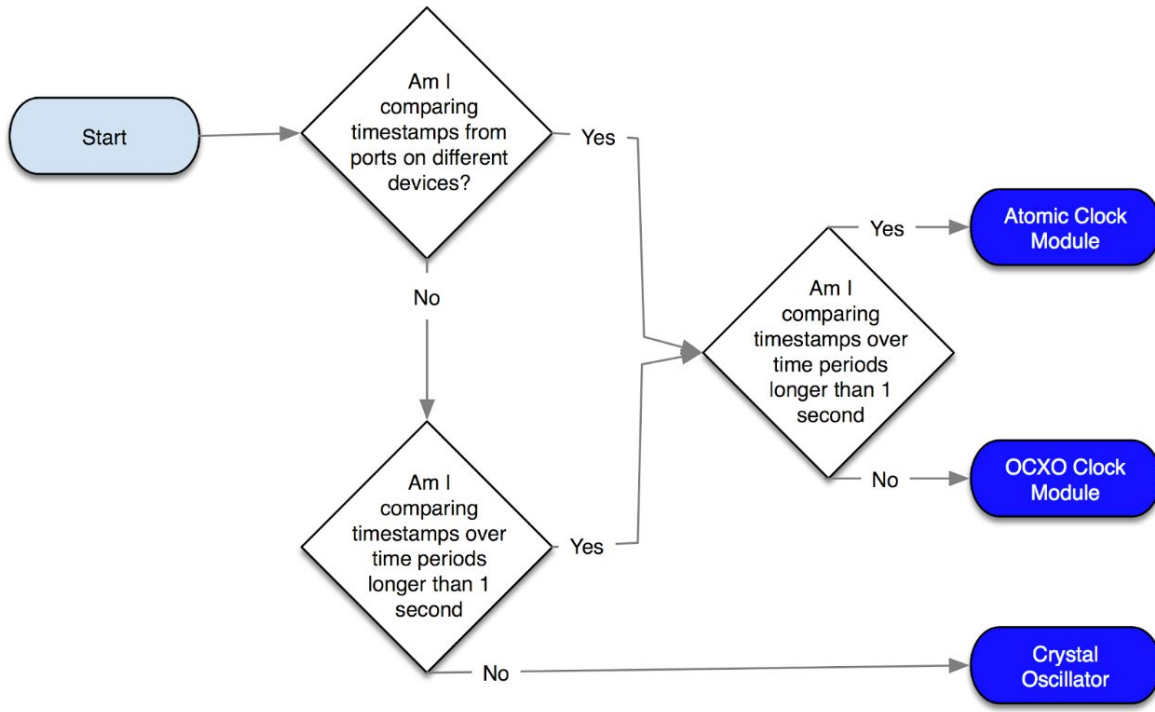 Start
Am I
comparing
timestamps from
ports on different
devices?
Yes
No
Am I
comparing
timestamps over
time periods
longer than 1
second
Yes
No
Am I
comparing
timestamps over
time periods
longer than 1
second
Yes
No
Atomic Clock
Module
OCXO Clock
Module
Crystal
Oscillator